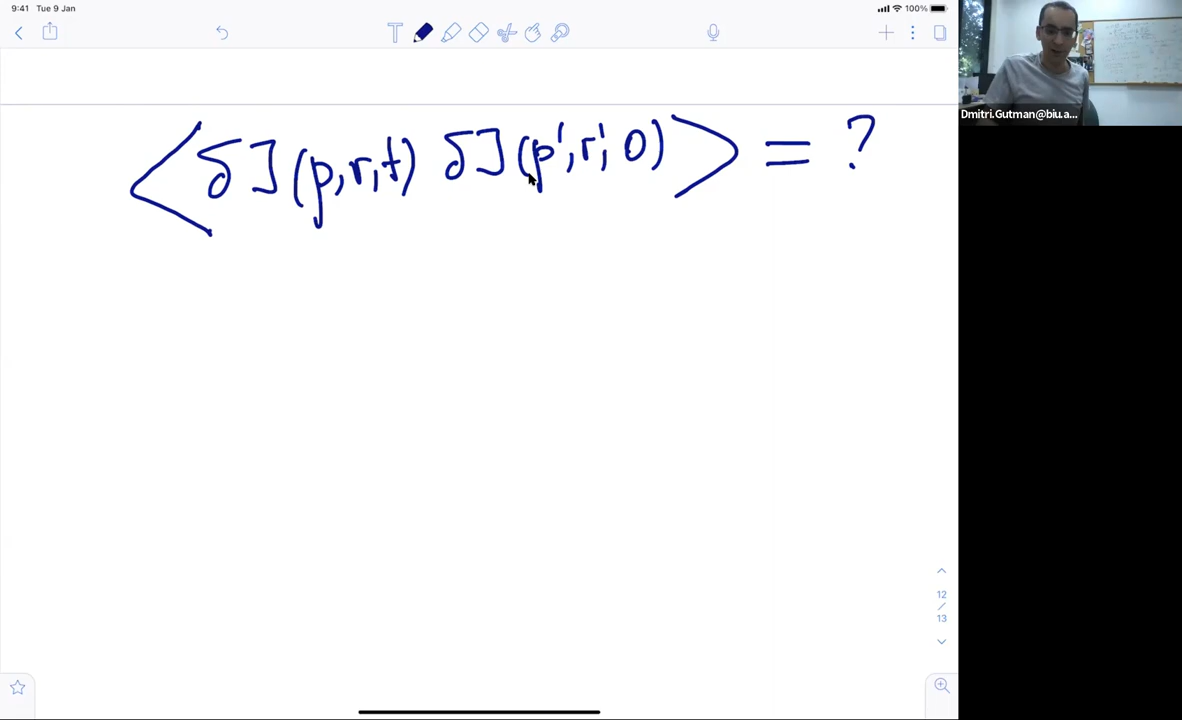 9:41 Tue 9 Jan 100%
T
Dmitri.Gutman@biu.a...
<δJ(p,r,t) δJ(p',r',0)> = ?
12
/
13